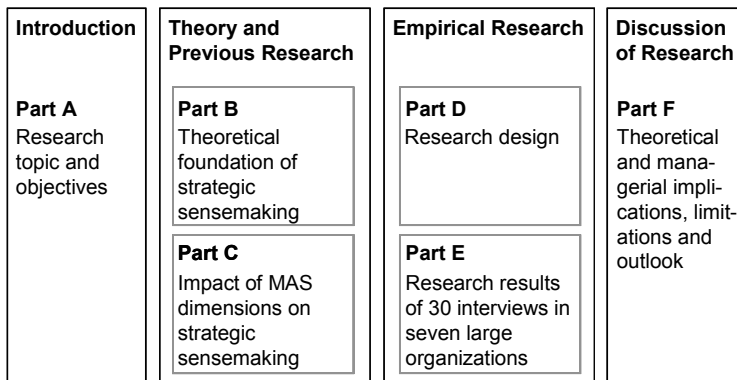 Introduction
Part A
Research
topic and
objectives
Theory and
Previous Research
Part B
Theoretical
foundation of
strategic
sensemaking
Part C
Impact of MAS
dimensions on
strategic
sensemaking
Empirical Research
Part D
Research design
Part E
Research results
of 30 interviews in
seven large
organizations
Discussion
of Research
Part F
Theoretical
and mana-
gerial impli-
cations, limit-
ations and
outlook